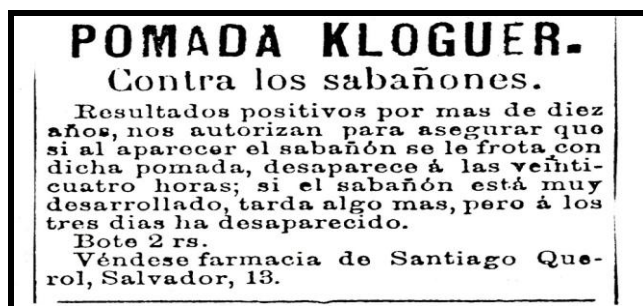 POMADA KLOGUER.
Contra los sabañones.
Resultados positivos por mas de diez
años, nos autorizan para asegurar que
si al aparecer el sabañón se le frota con
dicha pomada, desaparece á las veinti-
cuatro horas; si el sabañón está muy
desarrollado, tarda algo mas, pero á los
tres dias ha desaparecido.
Bote 2 rs.
Véndese farmacia de Santiago Que-
rol, Salvador, 13.